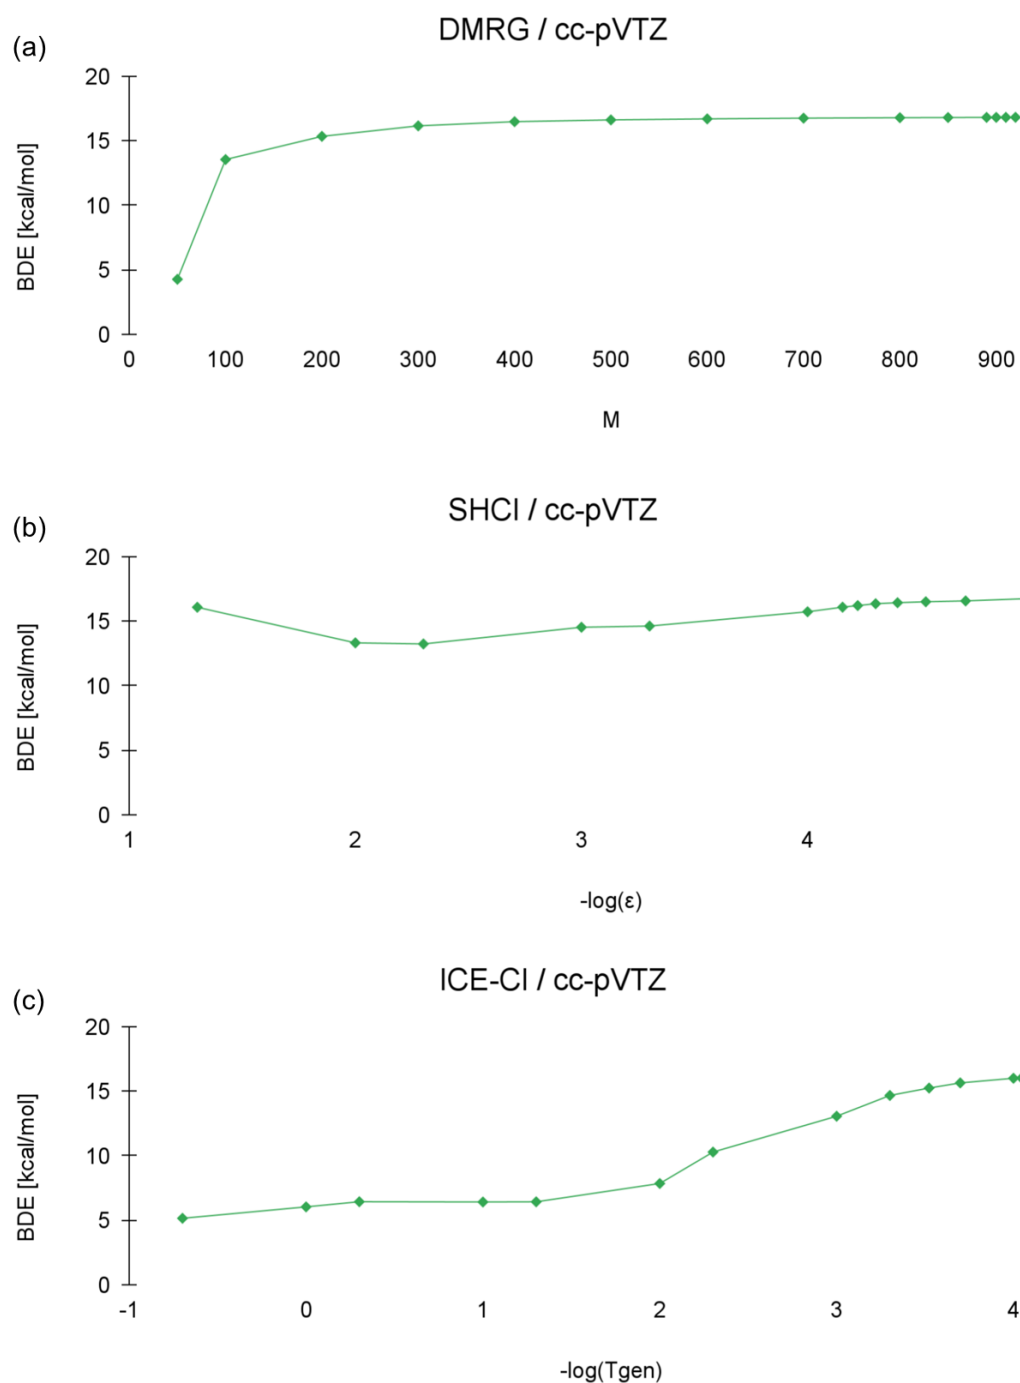 (a)
DMRG / cc-pVTZ
BDE [kcal/mol]
20
15
10
5
0
0 100 200 300 400 500 600 700 800 900
M
(b)
SHCI / cc-pVTZ
BDE [kcal/mol]
20
15
10
5
0
1 2 3 4
-log(ε)
(c)
ICE-CI / cc-pVTZ
BDE [kcal/mol]
20
15
10
5
0
-1 0 1 2 3 4
-log(Tgen)